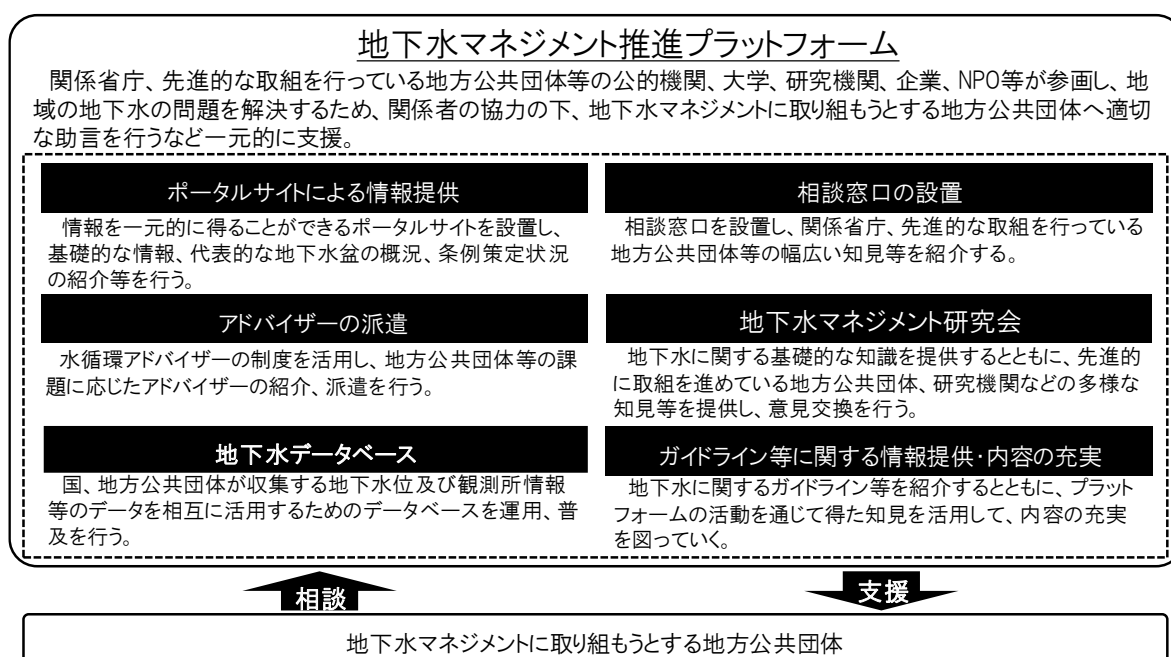 地下水マネジメント推進プラットフォーム
関係省庁、先進的な取組を行っている地方公共団体等の公的機関、大学、研究機関、企業、NPO等が参画し、地
域の地下水の問題を解決するため、関係者の協力の下、地下水マネジメントに取り組もうとする地方公共団体へ適切
な助言を行うなど一元的に支援。
ポータルサイトによる情報提供
情報を一元的に得ることができるポータルサイトを設置し、
基礎的な情報、代表的な地下水盆の概況、条例策定状況
の紹介等を行う。
相談窓口の設置
相談窓口を設置し、関係省庁、先進的な取組を行っている
地方公共団体等の幅広い知見等を紹介する。
アドバイザーの派遣
水循環アドバイザーの制度を活用し、地方公共団体等の課
題に応じたアドバイザーの紹介、派遣を行う。
地下水マネジメント研究会
地下水に関する基礎的な知識を提供するとともに、先進的
に取組を進めている地方公共団体、研究機関などの多様な
知見等を提供し、意見交換を行う。
地下水データベース
国、地方公共団体が収集する地下水位及び観測所情報
等のデータを相互に活用するためのデータベースを運用、普
及を行う。
ガイドライン等に関する情報提供・内容の充実
地下水に関するガイドライン等を紹介するとともに、プラット
フォームの活動を通じて得た知見を活用して、内容の充実
を図っていく。
相談
支援
地下水マネジメントに取り組もうとする地方公共団体